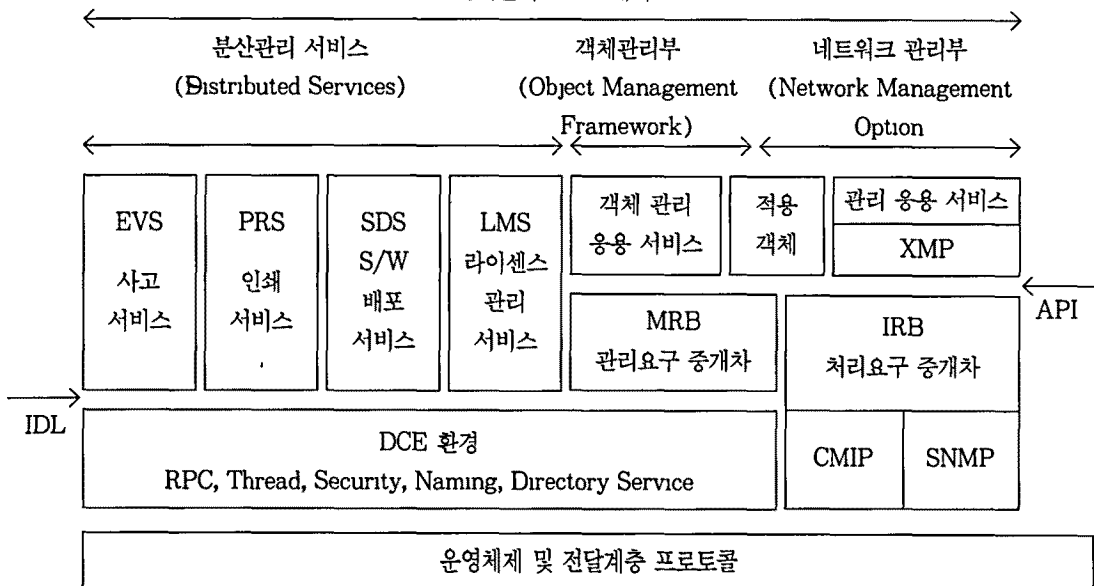 분산관리 서비스
(Distributed Services)
객체관리부
(Object Management
Framework)
네트워크 관리부
(Network Management
Option
EVS
사고
서비스
PRS
인쇄
서비스
SDS
S/W
배포
서비스
LMS
라이센스
관리
서비스
객체 관리
응용 서비스
적용
객체
관리 응용 서비스
XMP
API
MRB
관리요구 중개차
IRB
처리요구 중개차
IDL
DCE 환경
RPC, Thread, Security, Naming, Directory Service
CMIP
SNMP
운영체제 및 전달계층 프로토콜